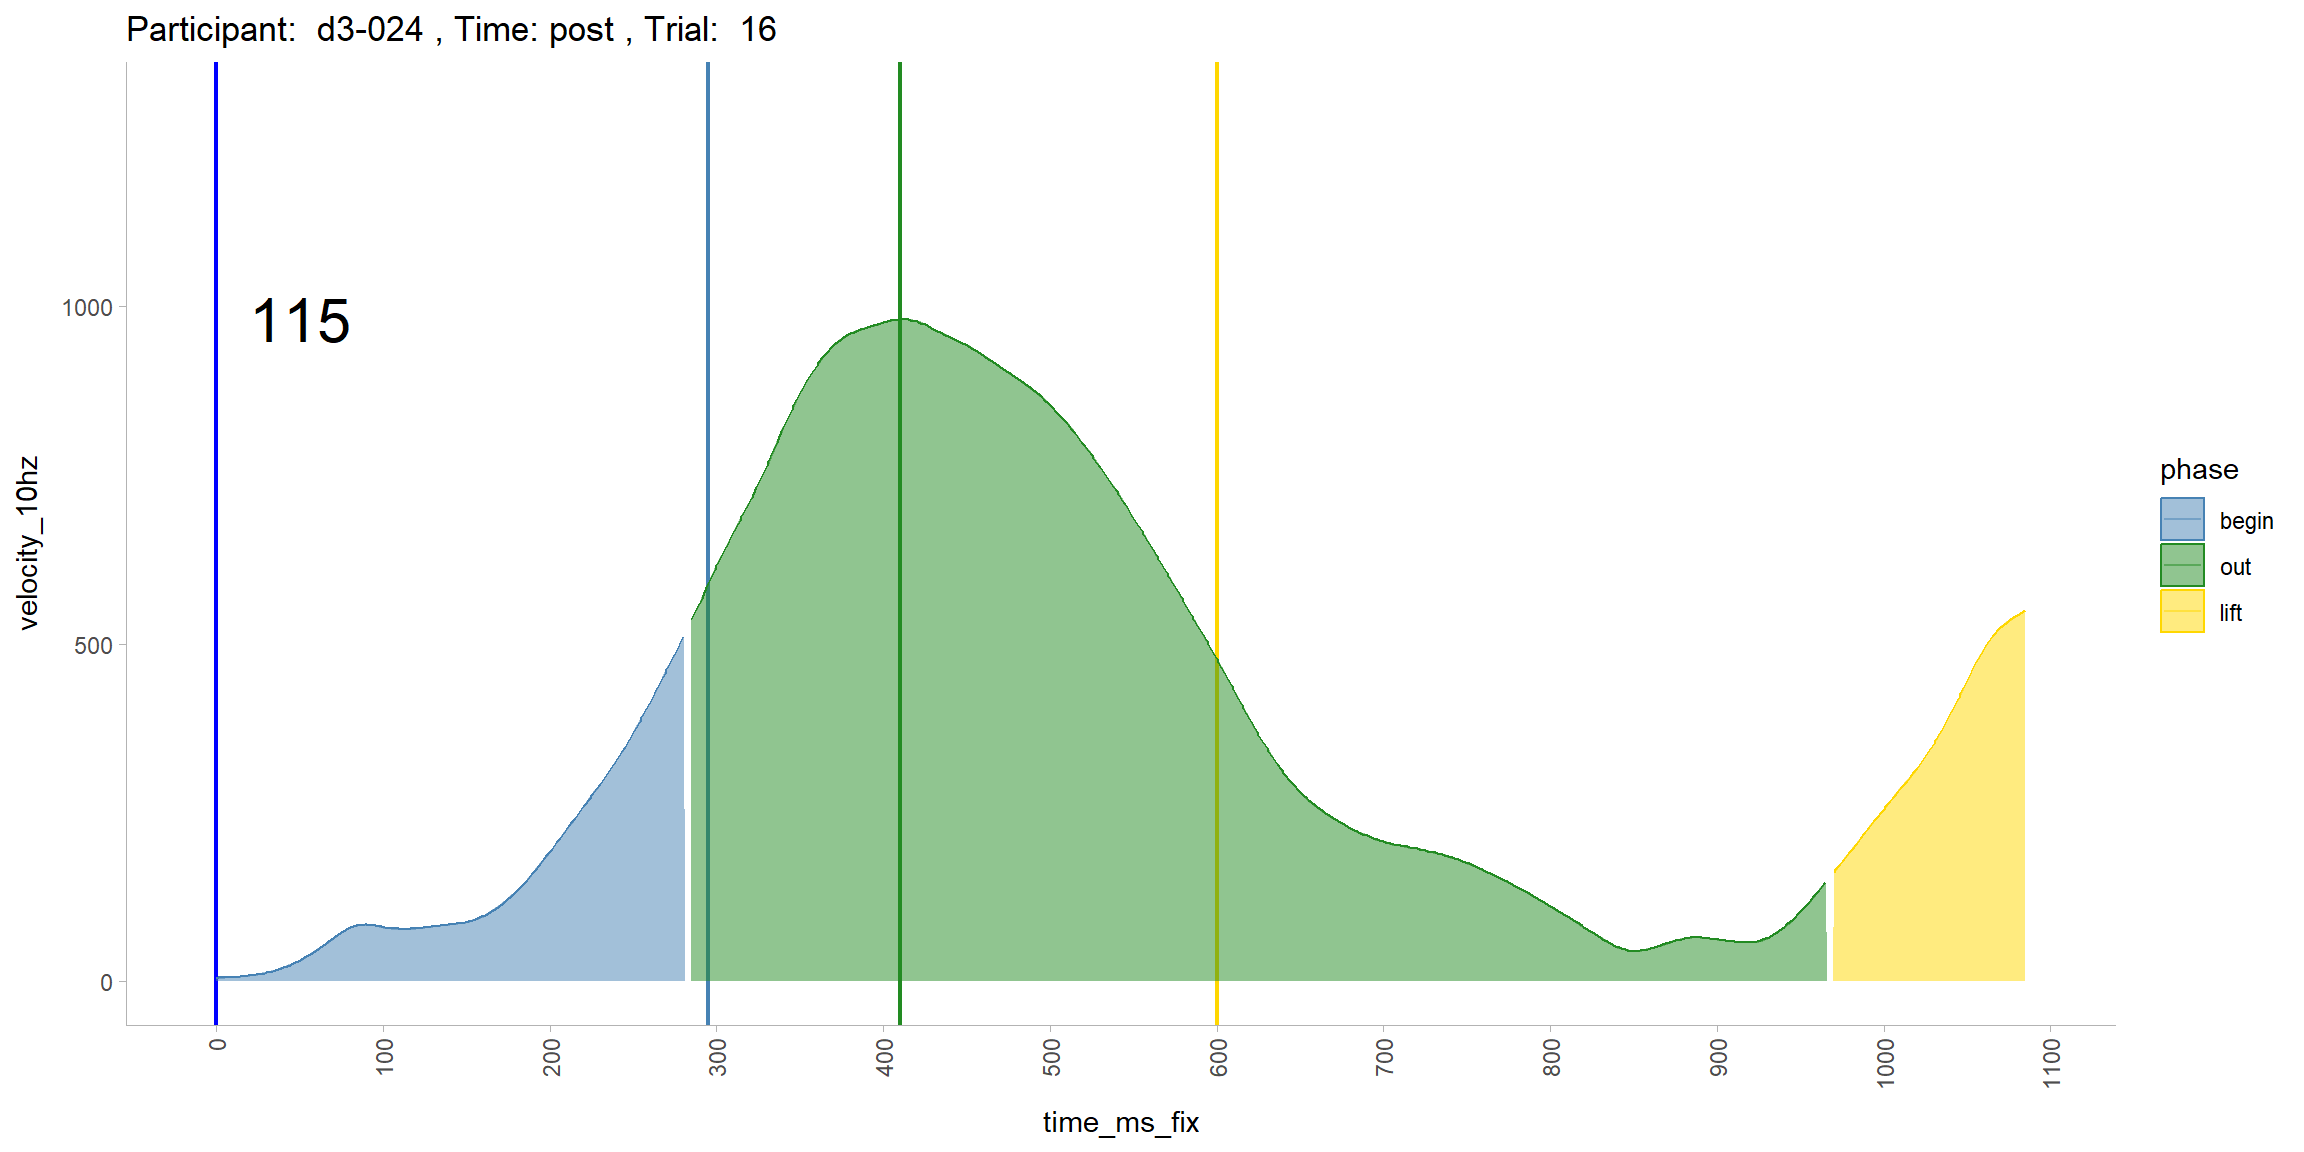 Participant:  d3-024 , Time: post , Trial:  16
115
velocity_10hz
1000
500
0
0
100
200
300
400
500
600
700
800
900
1000
1100
time_ms_fix
phase
begin
out
lift